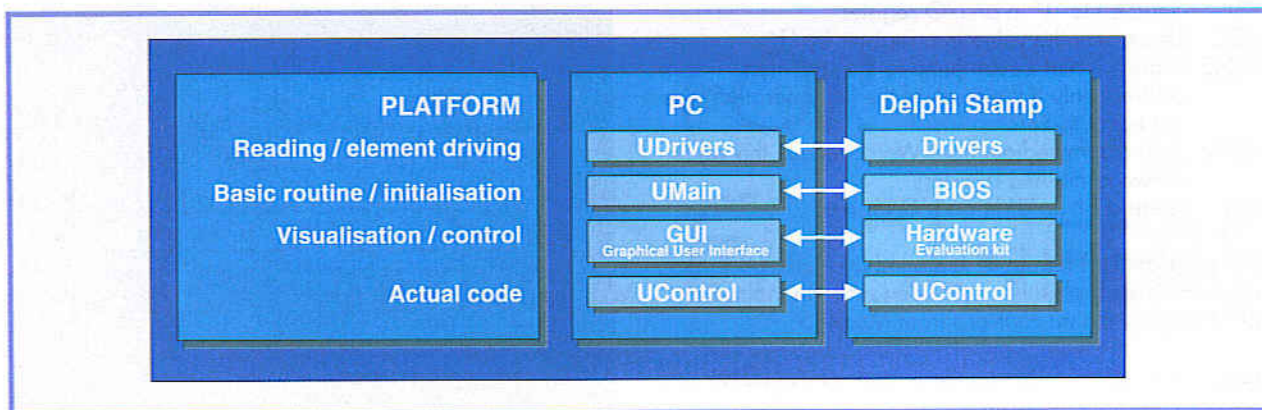 PLATFORM
Reading / element driving
Basic routine / initialisation
Visualisation / control
Actual code
PC
UDrivers
UMain
GUI
Graphical User Interface
UControl
Delphi Stamp
Drivers
BIOS
Hardware
Evaluation kit
UControl